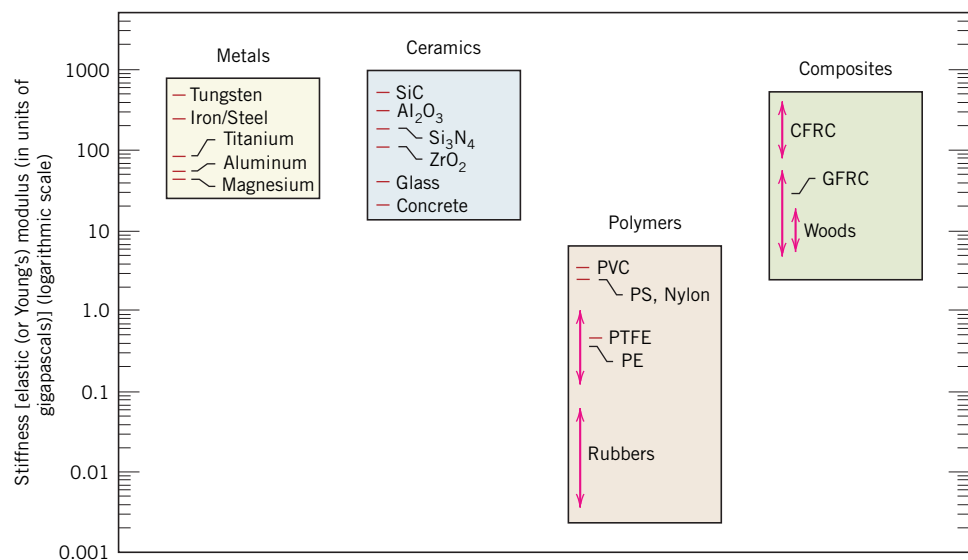 Stiffness [elastic (or Young's) modulus (in units of
gigapascals)] (logarithmic scale)
1000
100
10
1.0
0.1
0.01
0.001
Metals
Tungsten
Iron/Steel
Titanium
Aluminum
Magnesium
Ceramics
SiC
Al₂O₃
Si₃N₄
ZrO₂
Glass
Concrete
Polymers
PVC
PS, Nylon
PTFE
PE
Rubbers
Composites
CFRC
GFRC
Woods